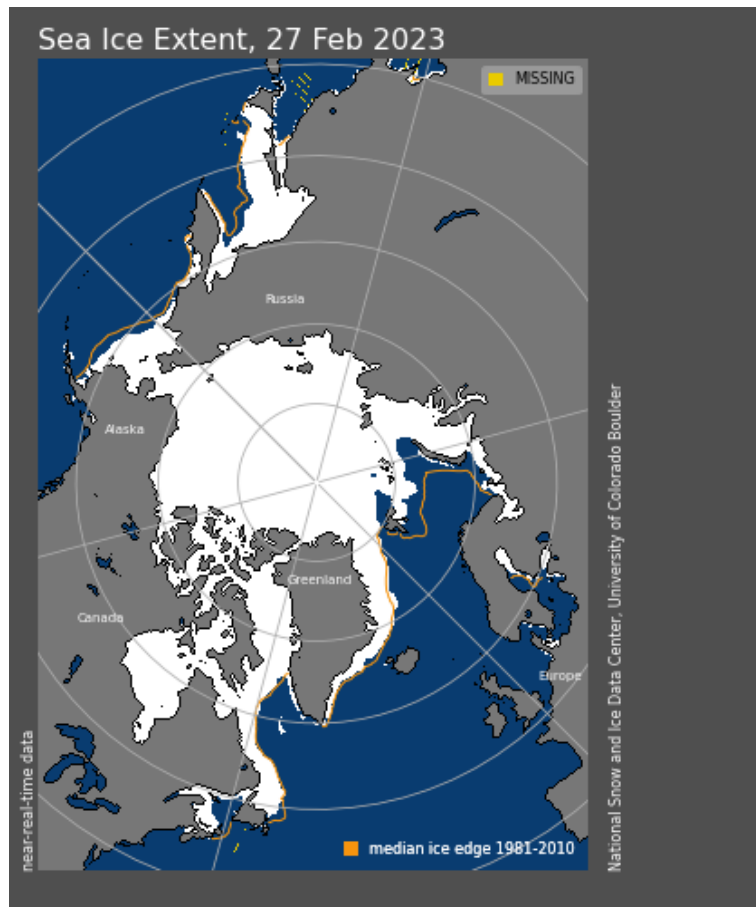 Sea Ice Extent, 27 Feb 2023
MISSING
Russia
Alaska
Greenland
Canada
Europe
near-real-time data
median ice edge 1981-2010
National Snow and Ice Data Center, University of Colorado Boulder